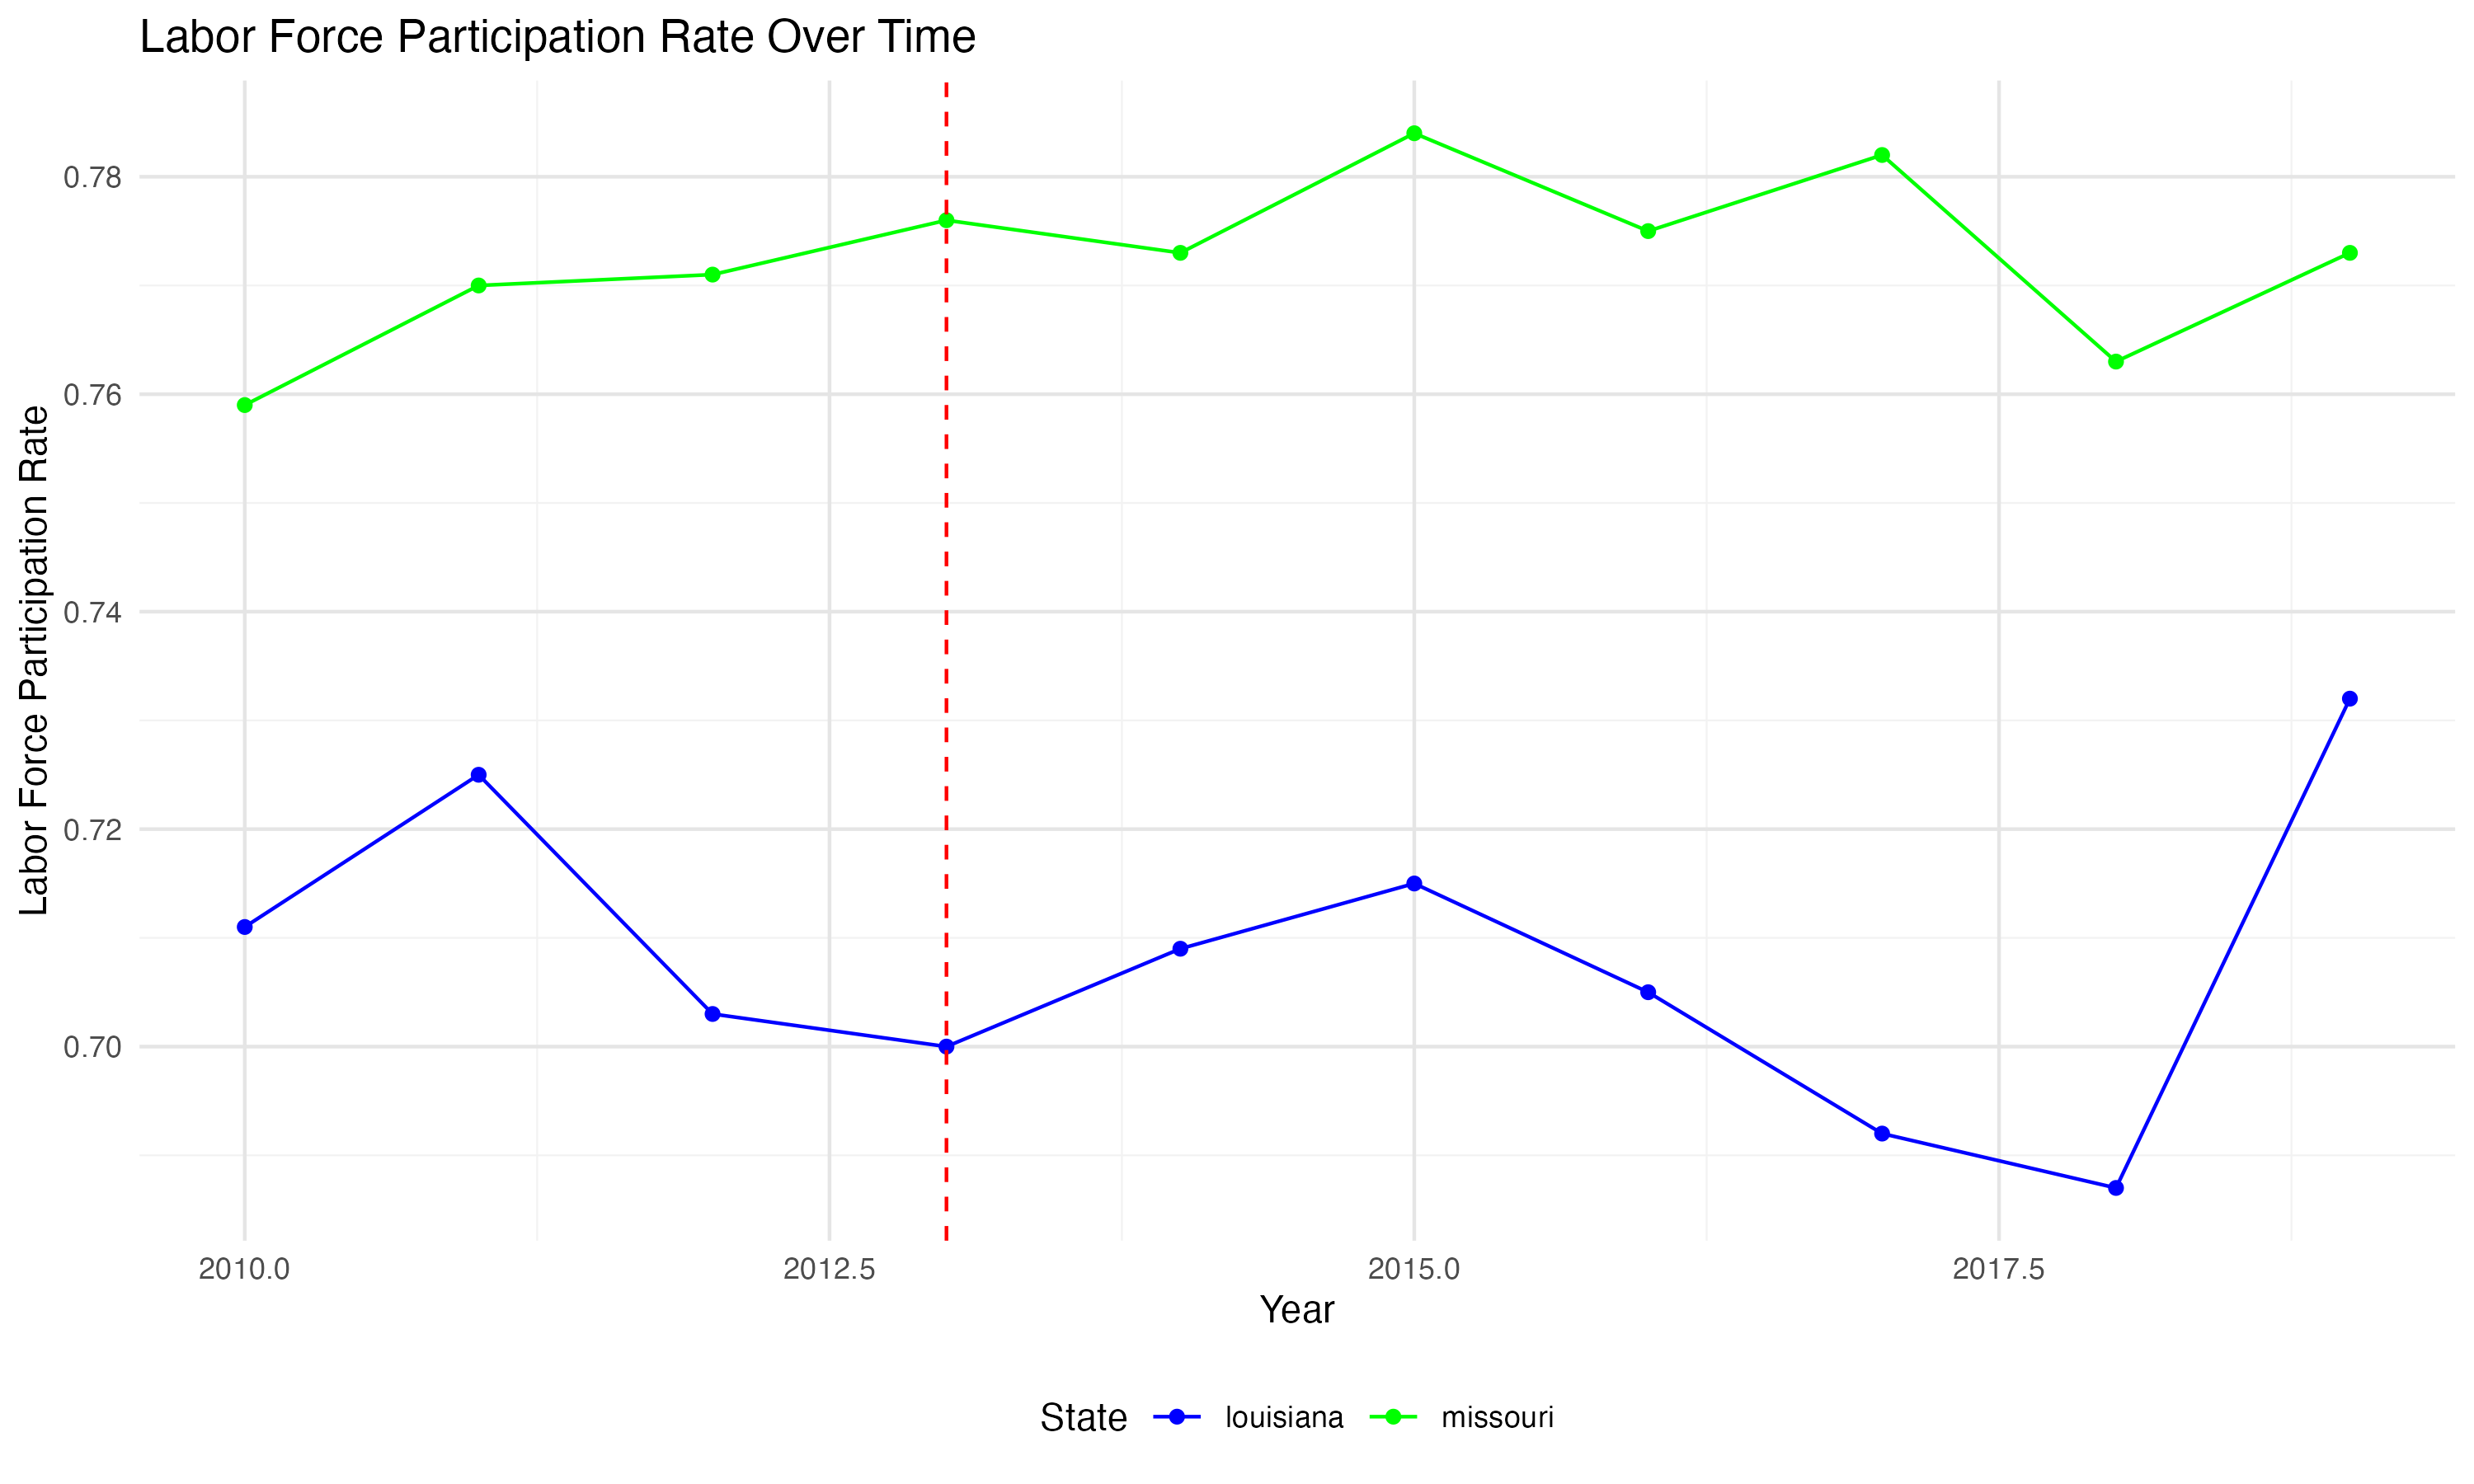 Labor Force Participation Rate Over Time
Labor Force Participation Rate
0.78
0.76
0.74
0.72
0.70
2010.0 2012.5 2015.0 2017.5
Year
State louisiana missouri